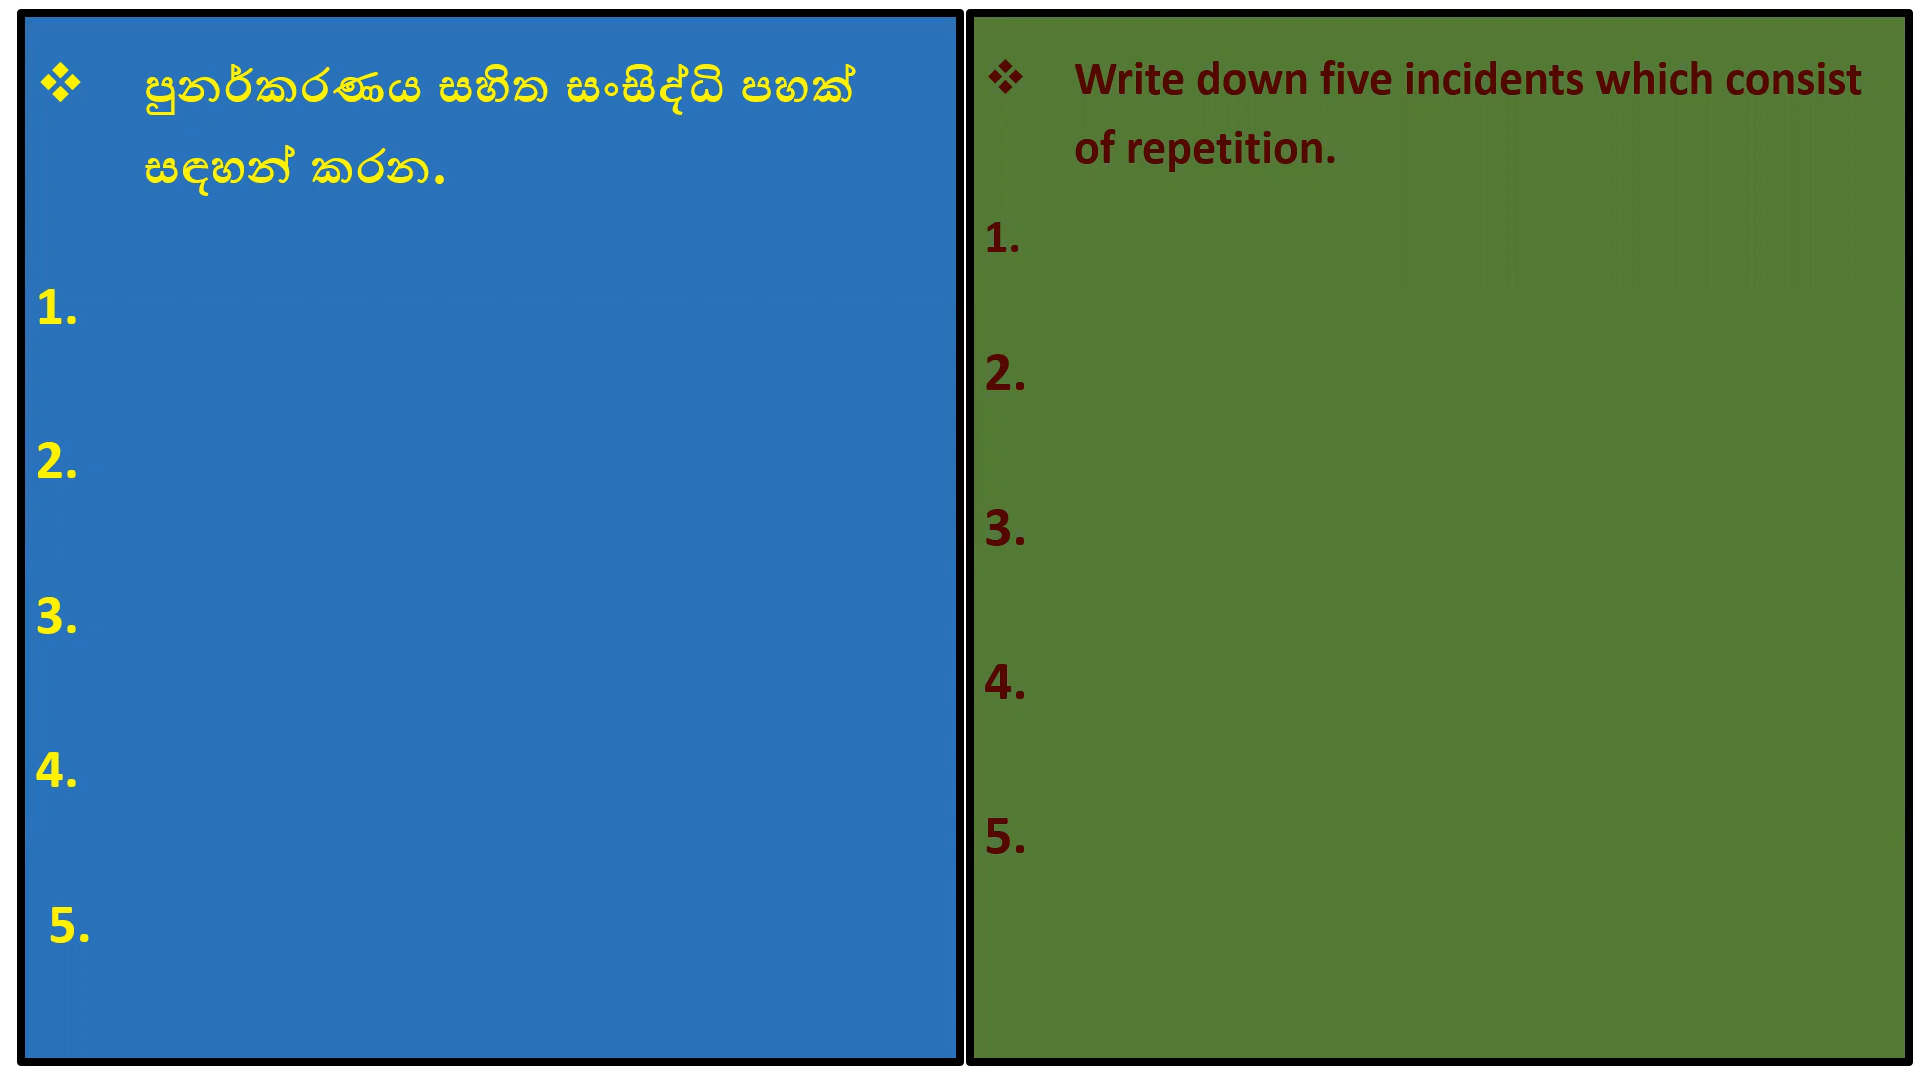 ❖ පුනර්කරණය සහිත සංසිද්ධි පහක්
සඳහන් කරන.
1.
2.
3.
4.
5.
❖ Write down five incidents which consist
of repetition.
1.
2.
3.
4.
5.